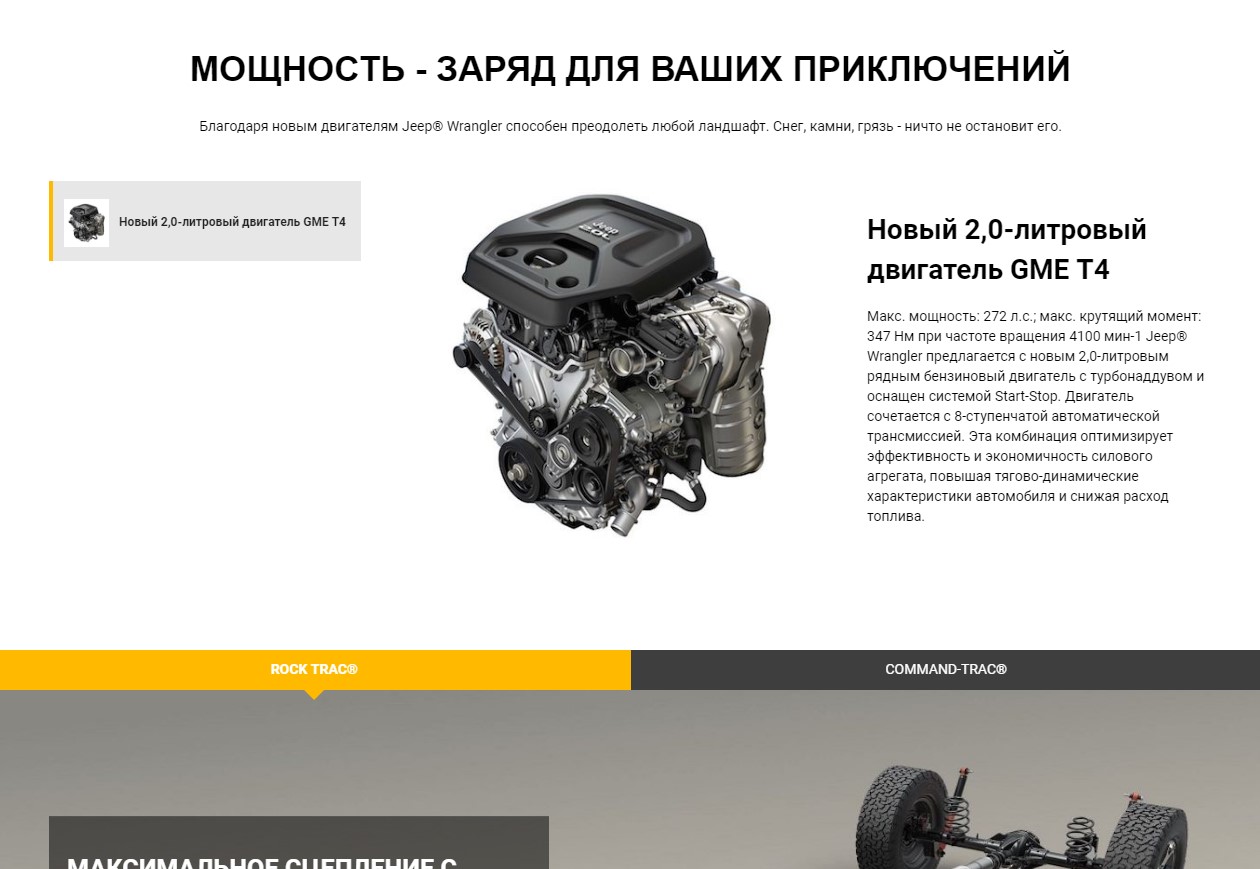 МОЩНОСТЬ - ЗАРЯД ДЛЯ ВАШИХ ПРИКЛЮЧЕНИЙ
Благодаря новым двигателям Jeep® Wrangler способен преодолеть любой ландшафт. Снег, камни, грязь - ничто не остановит его.
Новый 2,0-литровый двигатель GME T4
Jeep
2.0L
Новый 2,0-литровый
двигатель GME T4
Макс. мощность: 272 л.с.; макс. крутящий момент:
347 Нм при частоте вращения 4100 мин-1 Jeep®
Wrangler предлагается с новым 2,0-литровым
рядным бензиновый двигатель с турбонаддувом и
оснащен системой Start-Stop. Двигатель
сочетается с 8-ступенчатой автоматической
трансмиссией. Эта комбинация оптимизирует
эффективность и экономичность силового
агрегата, повышая тягово-динамические
характеристики автомобиля и снижая расход
топлива.
ROCK TRAC®
COMMAND-TRAC®
МАКСИМАЛЬНОЕ СЦЕПЛЕНИЕ С